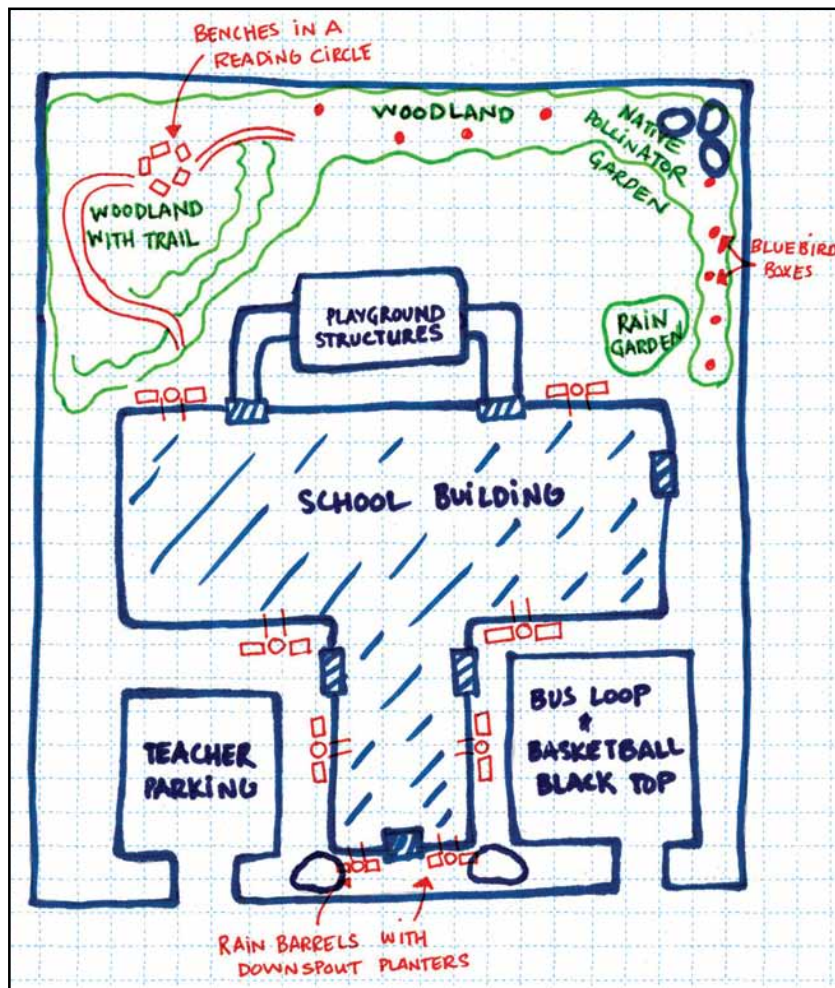 BENCHES IN A
READING CIRCLE
WOODLAND
NATIVE
POLLINATOR
GARDEN
WOODLAND
WITH TRAIL
BLUEBIRD
BOXES
PLAYGROUND
STRUCTURES
RAIN
GARDEN
SCHOOL BUILDING
TEACHER
PARKING
BUS LOOP
+
BASKETBALL
BLACK TOP
RAIN BARRELS WITH
DOWNSPOUT PLANTERS